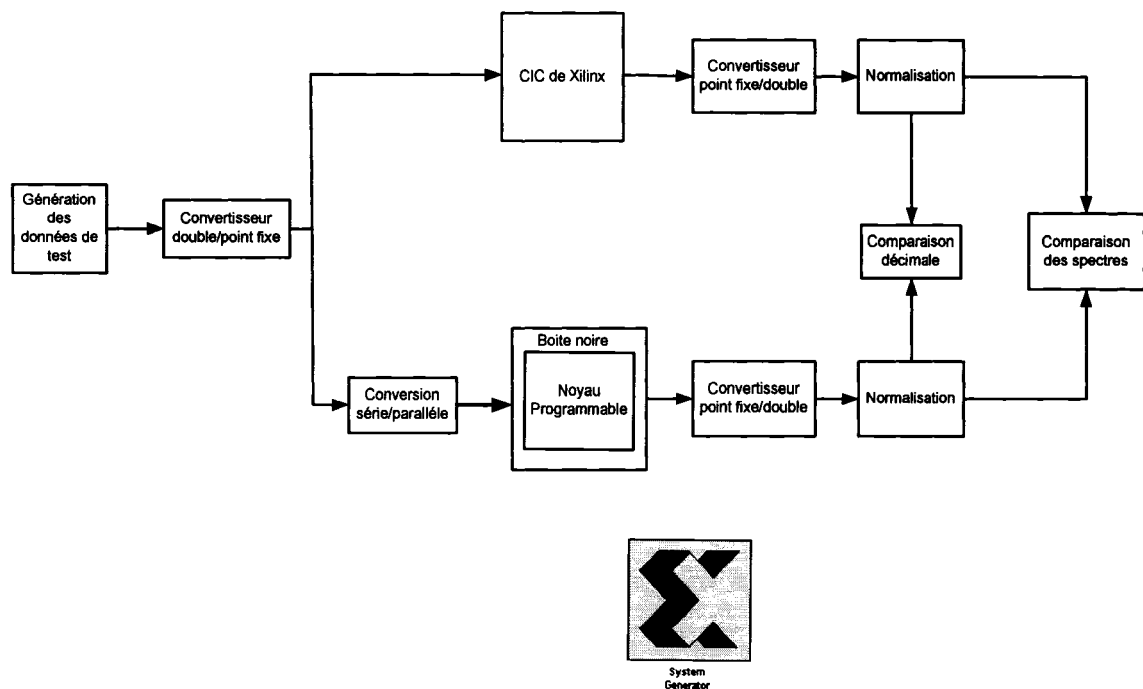 CIC de Xilinx
Convertisseur
point fixe/double
Normalisation
Génération
des
données de
test
Convertisseur
double/point fixe
Comparaison
décimale
Comparaison
des spectres
Conversion
série/paralléle
Boite noire
Noyau
Programmable
Convertisseur
point fixe/double
Normalisation
System
Generator